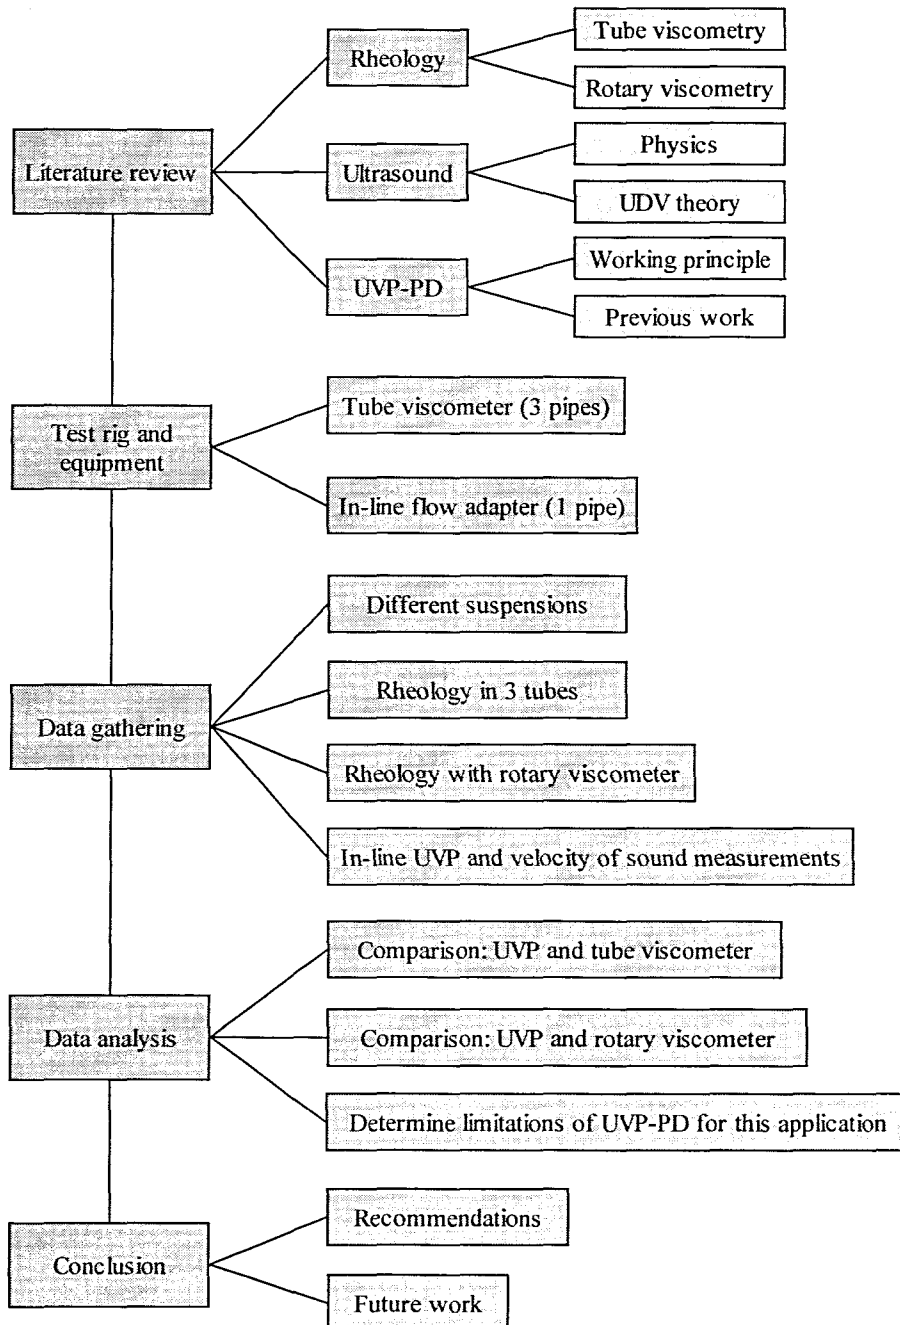 Literature review
Rheology
Tube viscometry
Rotary viscometry
Ultrasound
Physics
UDV theory
UVP-PD
Working principle
Previous work
Test rig and
equipment
Tube viscometer (3 pipes)
In-line flow adapter (1 pipe)
Data gathering
Different suspensions
Rheology in 3 tubes
Rheology with rotary viscometer
In-line UVP and velocity of sound measurements
Data analysis
Comparison: UVP and tube viscometer
Comparison: UVP and rotary viscometer
Determine limitations of UVP-PD for this application
Conclusion
Recommendations
Future work